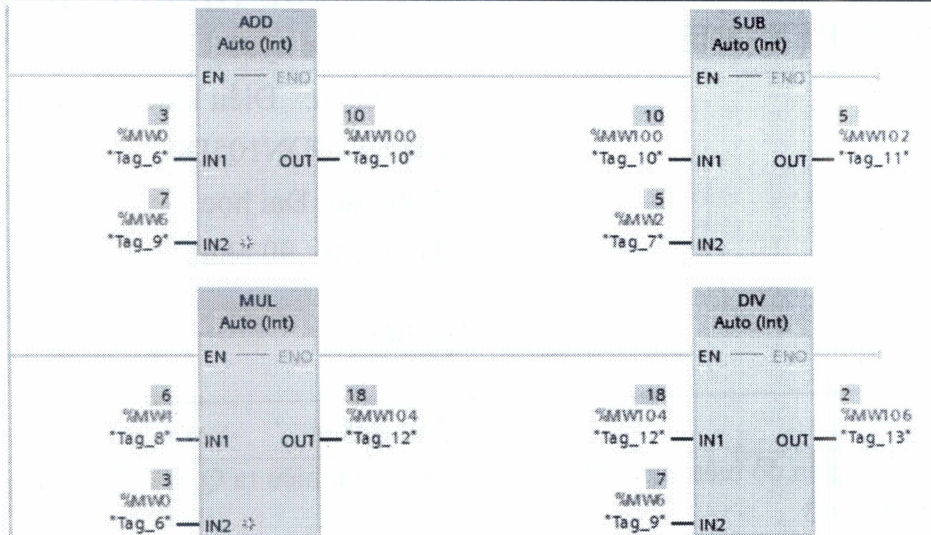 ADD
Auto (Int)
EN ENO
3
%MW0
"Tag_6" IN1
10
%MW100
OUT "Tag_10"
7
%MW6
"Tag_9" IN2
SUB
Auto (Int)
EN ENO
10
%MW100
"Tag_10" IN1
5
%MW102
OUT "Tag_11"
5
%MW2
"Tag_7" IN2
MUL
Auto (Int)
EN ENO
6
%MW4
"Tag_8" IN1
18
%MW104
OUT "Tag_12"
3
%MW0
"Tag_6" IN2
DIV
Auto (Int)
EN ENO
18
%MW104
"Tag_12" IN1
2
%MW106
OUT "Tag_13"
7
%MW6
"Tag_9" IN2